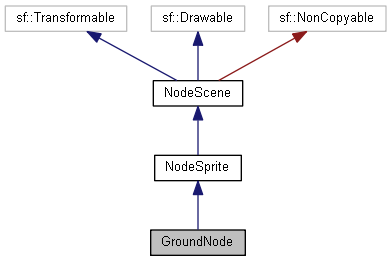 sf::Transformable
sf::Drawable
sf::NonCopyable
NodeScene
NodeSprite
GroundNode